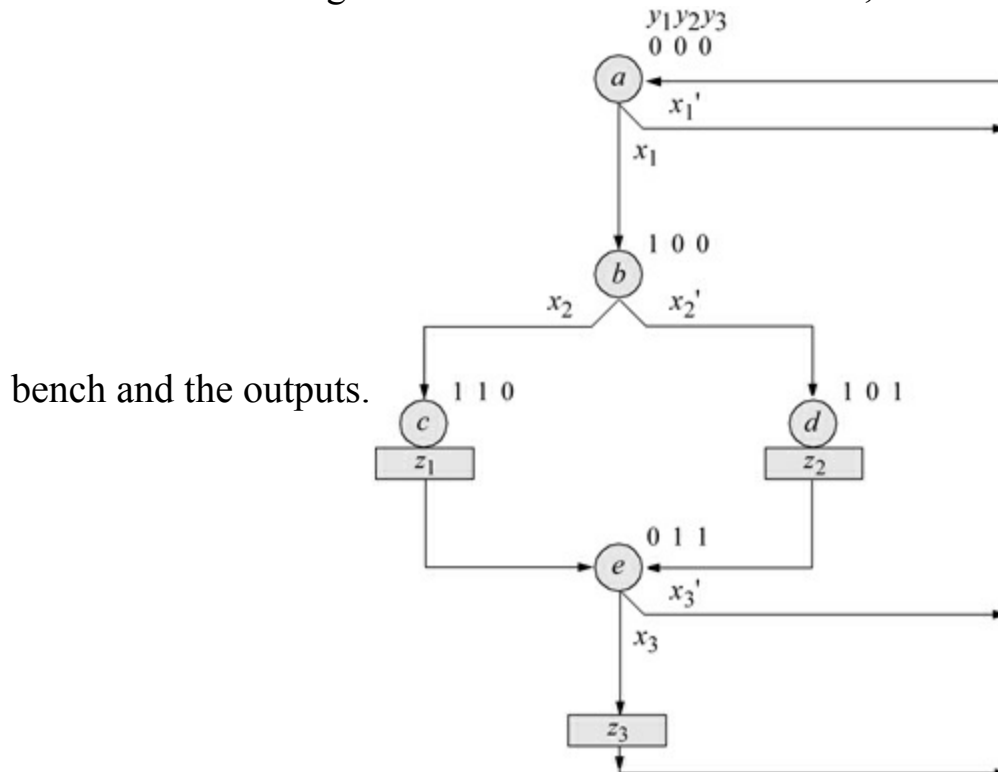 y1y2y3
0 0 0
a
x1'
x1
1 0 0
b
x2 x2'
bench and the outputs.
1 1 0 1 0 1
c d
z1 z2
0 1 1
e
x3'
x3
z3